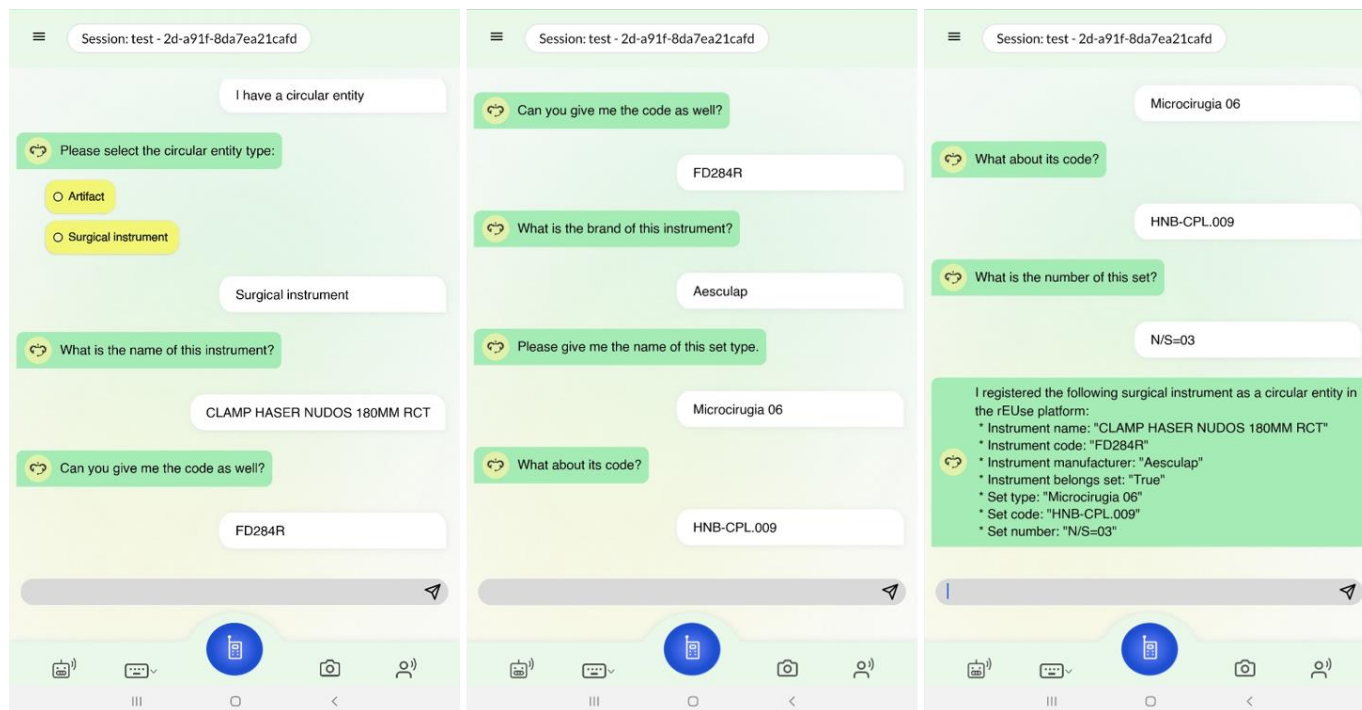 Session: test - 2d-a91f-8da7ea21cafd
I have a circular entity
Please select the circular entity type:
Artifact
Surgical instrument
Surgical instrument
What is the name of this instrument?
CLAMP HASER NUDOS 180MM RCT
Can you give me the code as well?
FD284R
Session: test - 2d-a91f-8da7ea21cafd
Can you give me the code as well?
FD284R
What is the brand of this instrument?
Aesculap
Please give me the name of this set type.
Microcirugia 06
What about its code?
HNB-CPL.009
Session: test - 2d-a91f-8da7ea21cafd
Microcirugia 06
What about its code?
HNB-CPL.009
What is the number of this set?
N/S=03
I registered the following surgical instrument as a circular entity in
the rEUse platform:
* Instrument name: "CLAMP HASER NUDOS 180MM RCT"
* Instrument code: "FD284R"
* Instrument manufacturer: "Aesculap"
* Instrument belongs set: "True"
* Set type: "Microcirugia 06"
* Set code: "HNB-CPL.009"
* Set number: "N/S=03"